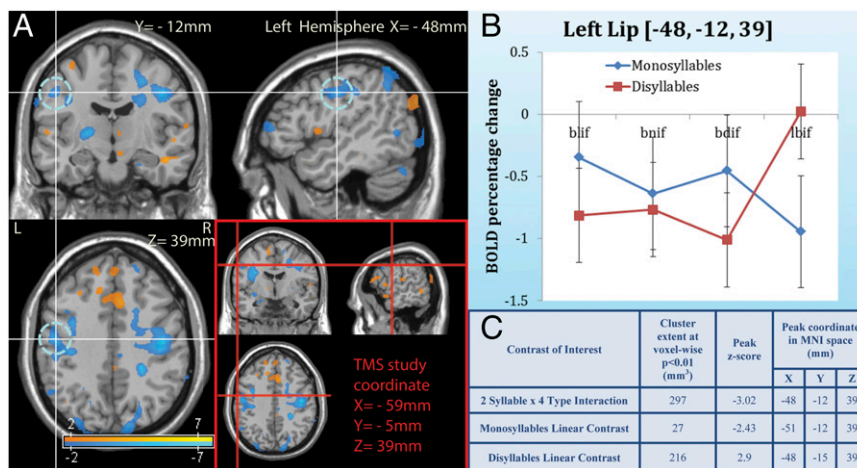 A
Y= - 12mm
Left Hemisphere X= - 48mm
L
R
Z= 39mm
2
7
-2
-7
TMS study
coordinate
X= - 59mm
Y= - 5mm
Z= 39mm
B
Left Lip [-48, -12, 39]
Monosyllables
Disyllables
BOLD percentage change
0.5
0
-0.5
-1
-1.5
blif
bnif
bdif
lbif
C
Contrast of Interest
Cluster
extent at
voxel-wise
p<0.01
(mm³)
Peak
z-score
Peak coordinate
in MNI space
(mm)
X Y Z
2 Syllable x 4 Type Interaction 297 -3.02 -48 -12 39
Monosyllables Linear Contrast 27 -2.43 -51 -12 39
Disyllables Linear Contrast 216 2.9 -48 -15 39